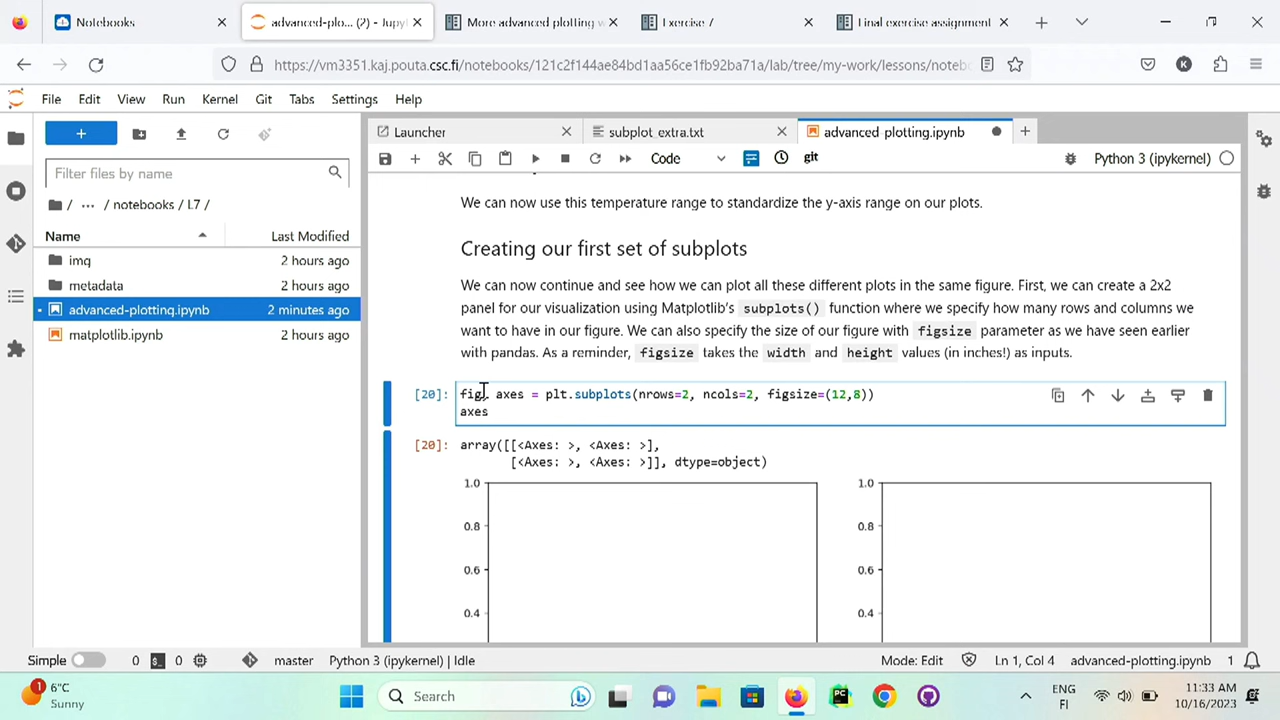 Notebooks
advanced-plo... (2) - Jupyt
More advanced plotting w
Exercise 7
Final exercise assignment
https://vm3351.kaj.pouta.csc.fi/notebooks/121c2f144ae84bd1aa56ce1fb92ba71a/lab/tree/my-work/lessons/noteb
K
File Edit View Run Kernel Git Tabs Settings Help
+
Launcher
subplot_extra.txt
advanced-plotting.ipynb
Code
git
Python 3 (ipykernel)
Filter files by name
/ ... / notebooks / L7 /
Name
Last Modified
img
2 hours ago
metadata
2 hours ago
advanced-plotting.ipynb
2 minutes ago
matplotlib.ipynb
2 hours ago
We can now use this temperature range to standardize the y-axis range on our plots.
Creating our first set of subplots
We can now continue and see how we can plot all these different plots in the same figure. First, we can create a 2x2
panel for our visualization using Matplotlib's subplots() function where we specify how many rows and columns we
want to have in our figure. We can also specify the size of our figure with figsize parameter as we have seen earlier
with pandas. As a reminder, figsize takes the width and height values (in inches!) as inputs.
[20]: fig, axes = plt.subplots(nrows=2, ncols=2, figsize=(12,8))
axes
[20]: array([[<Axes: >, <Axes: >],
[<Axes: >, <Axes: >]], dtype=object)
1.0
0.8
0.6
0.4
1.0
0.8
0.6
0.4
Simple
0
0
master
Python 3 (ipykernel) | Idle
Mode: Edit
Ln 1, Col 4
advanced-plotting.ipynb
1
1
6°C
Sunny
Search
PC
ENG
FI
11:33 AM
10/16/2023